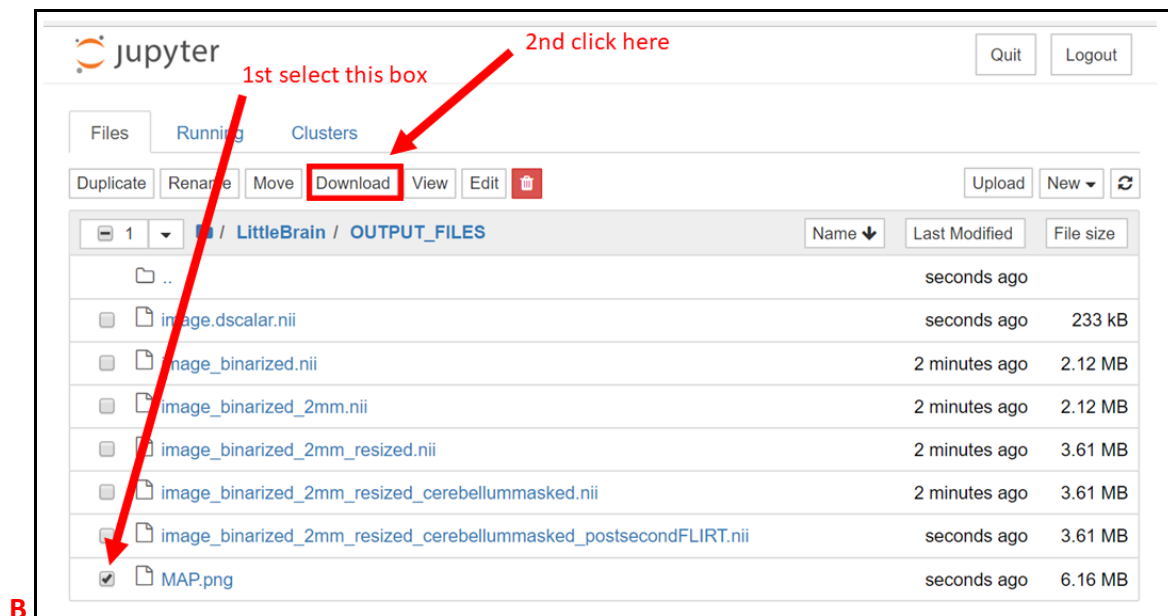 jupyter
2nd click here
Quit
Logout
1st select this box
Files Running Clusters
Duplicate Rename Move Download View Edit Upload New
1 / LittleBrain / OUTPUT_FILES Name Last Modified File size
.. seconds ago
image.dscalar.nii seconds ago 233 kB
image_binarized.nii 2 minutes ago 2.12 MB
image_binarized_2mm.nii 2 minutes ago 2.12 MB
image_binarized_2mm_resized.nii 2 minutes ago 3.61 MB
image_binarized_2mm_resized_cerebellummasked.nii 2 minutes ago 3.61 MB
image_binarized_2mm_resized_cerebellummasked_postsecondFLIRT.nii seconds ago 3.61 MB
MAP.png seconds ago 6.16 MB
B